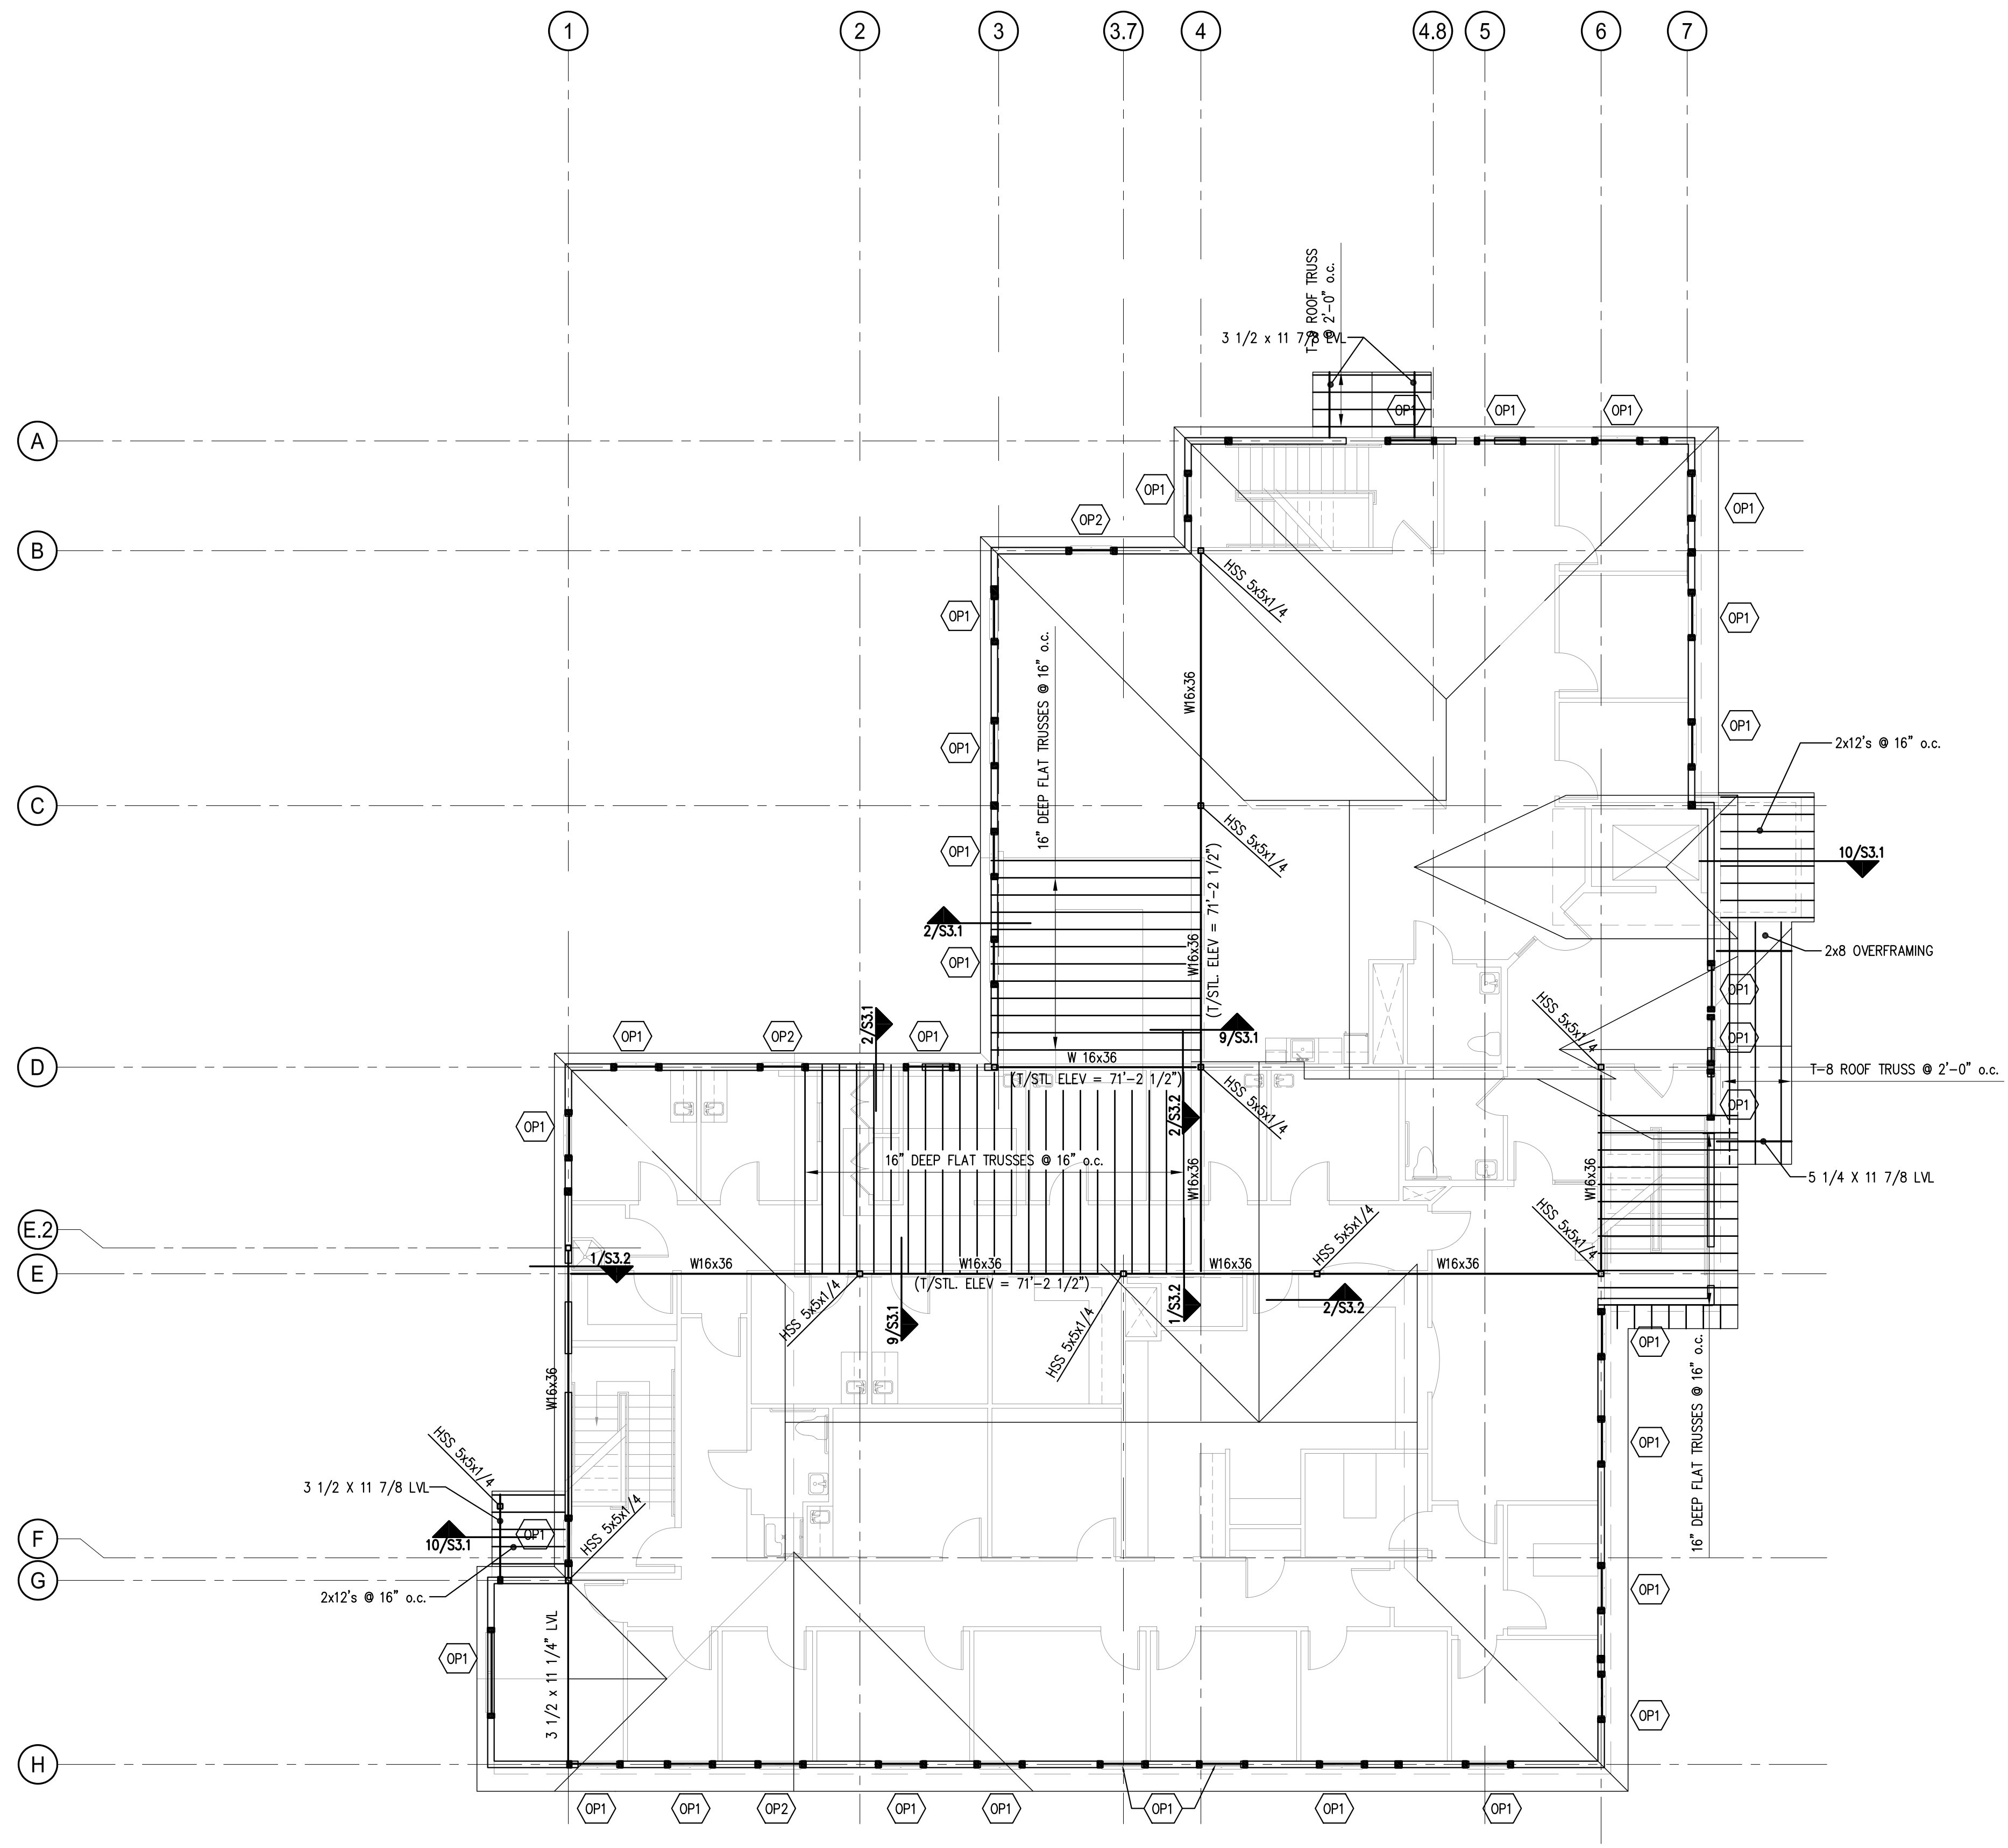 1
2
3
3.7
4
4.8
5
6
7
T-8 ROOF TRUSS
@ 2'-0" o.c.
3 1/2 x 11 7/8 LVL
A
OP1
OP1
OP1
OP1
OP1
OP2
B
HSS 5x5x1/4
OP1
OP1
16" DEEP FLAT TRUSSES @ 16" o.c.
W16x36
OP1
OP1
2x12's @ 16" o.c.
C
HSS 5x5x1/4
OP1
10/S3.1
2/S3.1
W16x36
(T/STL. ELEV = 71'-2 1/2")
2x8 OVERFRAMING
OP1
OP1
HSS 5x5x1/4
OP1
OP2
2/S3.1
OP1
9/S3.1
OP1
D
W 16x36
(T/STL ELEV = 71'-2 1/2")
HSS 5x5x1/4
T-8 ROOF TRUSS @ 2'-0" o.c.
OP1
OP1
2/S3.2
16" DEEP FLAT TRUSSES @ 16" o.c.
W16x36
W16x36
5 1/4 X 11 7/8 LVL
E.2
HSS 5x5x1/4
HSS 5x5x1/4
1/S3.2
E
W16x36
W16x36
W16x36
W16x36
(T/STL. ELEV = 71'-2 1/2")
HSS 5x5x1/4
9/S3.1
HSS 5x5x1/4
1/S3.2
2/S3.2
OP1
W16x36
16" DEEP FLAT TRUSSES @ 16" o.c.
OP1
HSS 5x5x1/4
3 1/2 X 11 7/8 LVL
HSS 5x5x1/4
F
OP1
10/S3.1
G
2x12's @ 16" o.c.
OP1
3 1/2 x 11 1/4" LVL
OP1
OP1
H
OP1
OP1
OP2
OP1
OP1
OP1
OP1
OP1